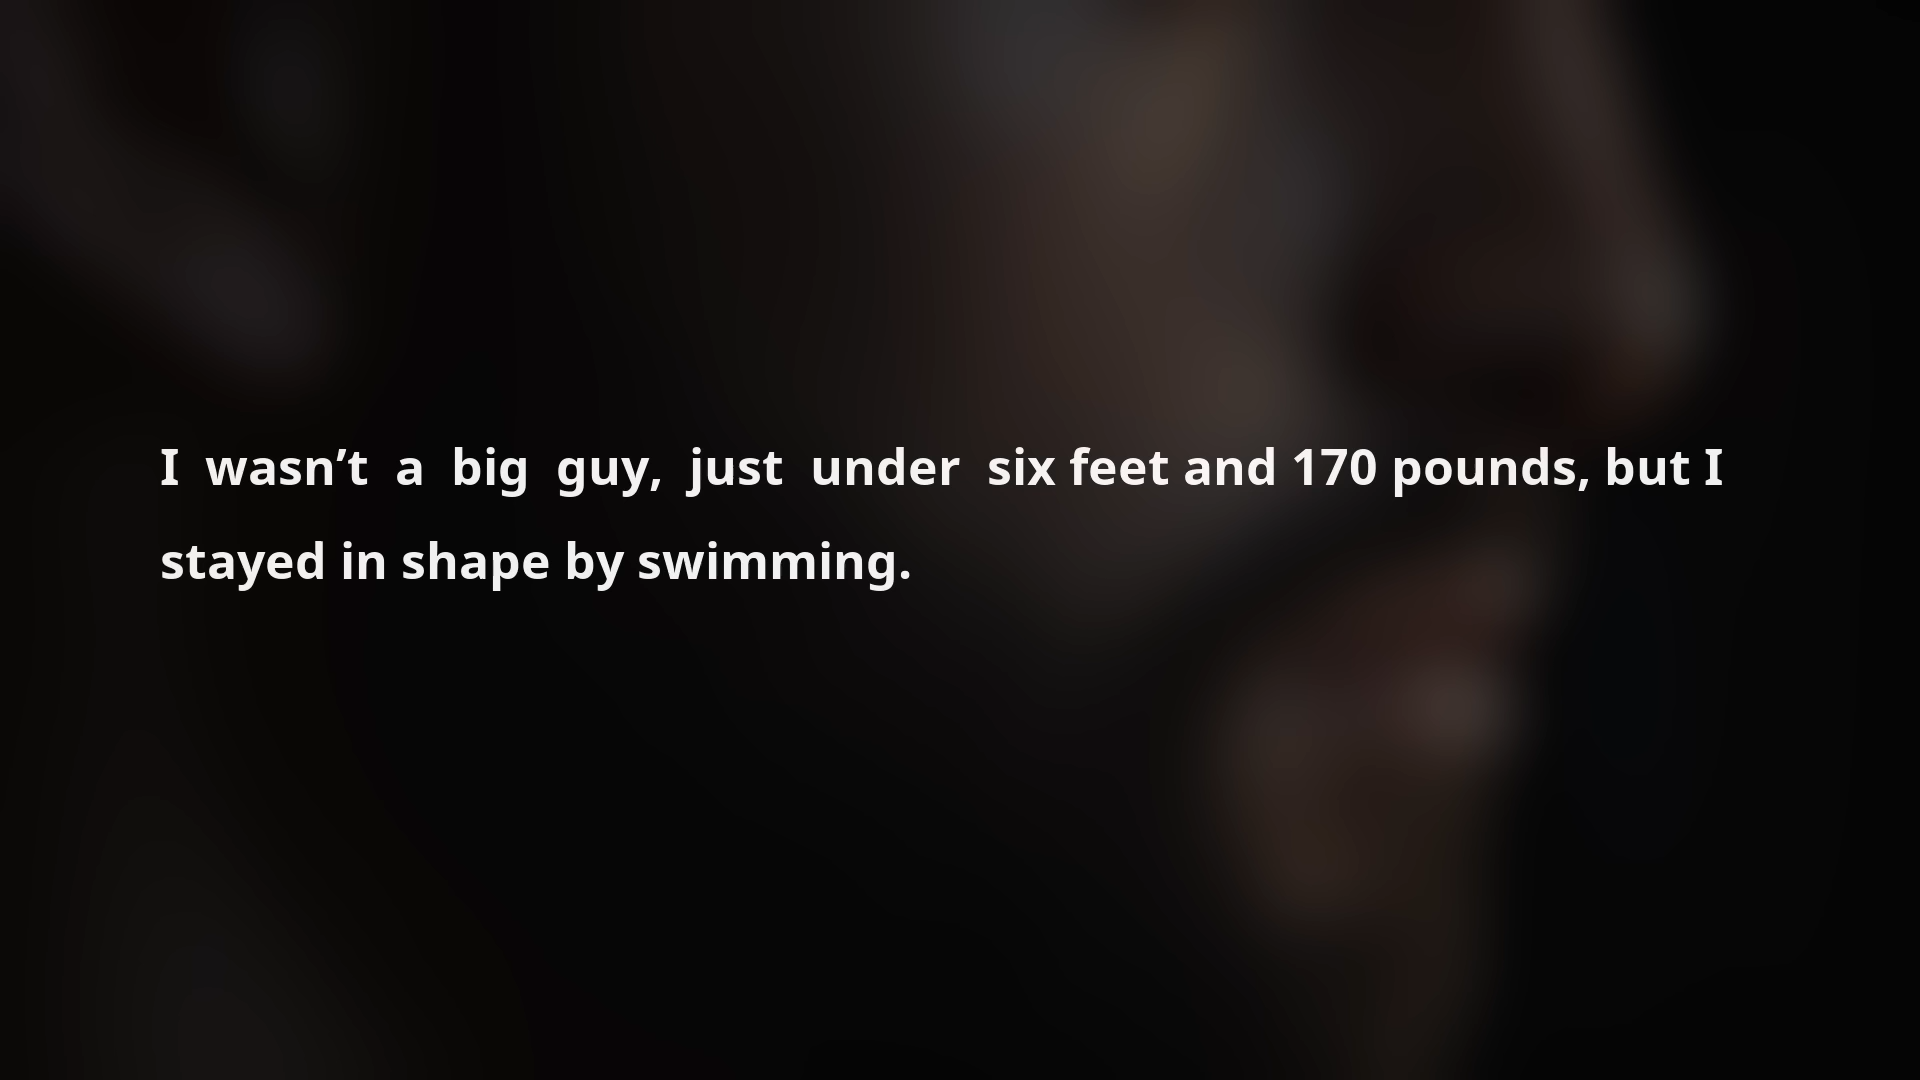 I wasn’t a big guy, just under six feet and 170 pounds, but I
stayed in shape by swimming.